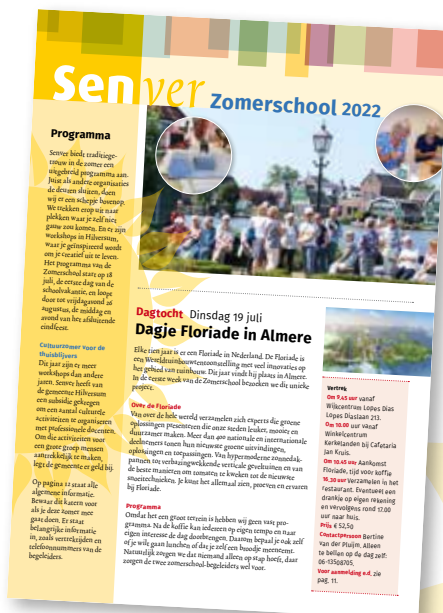 Senver Zomerschool 2022
Programma
Senver biedt traditiege-
trouw in de zomer een
uitgebreid programma aan.
Juist als andere organisaties
de deuren sluiten, doen
wij er een schepje bovenop.
We trekken erop uit naar
plekken waar je zelf niet
gauw zou komen. En er zijn
workshops in Hilversum,
waar je geïnspireerd wordt
om je creatief uit te leven.
Het programma van de
Zomerschool start op 18
juli, de eerste dag van de
schoolvakantie, en loopt
door tot vrijdagavond 26
augustus, de middag en
avond van het afsluitende
eindfeest.
Cultuurzomer voor de
thuisblijvers
Dit jaar zijn er meer
workshops dan andere
jaren. Senver heeft van
de gemeente Hilversum
een subsidie gekregen
om een aantal culturele
activiteiten te organiseren
met professionele docenten.
Om die activiteiten voor
een grote groep mensen
aantrekkelijk te maken,
legt de gemeente er geld bij.
Op pagina 12 staat alle
algemene informatie.
Bewaar dit katern voor
als je deze zomer mee
gaat doen. Er staat
belangrijke informatie
in, zoals vertrektijden en
telefoonnummers van de
begeleiders.
Dagtocht Dinsdag 19 juli
Dagje Floriade in Almere
Elke tien jaar is er een Floriade in Nederland. De Floriade is
een Wereldtuinbouwtentoonstelling met veel innovaties op
het gebied van tuinbouw. Dit jaar vindt hij plaats in Almere.
In de eerste week van de Zomerschool bezoeken we dit unieke
project.
Over de Floriade
Van over de hele wereld verzamelen zich experts die groene
oplossingen presenteren die onze steden leuker, mooier en
duurzamer maken. Meer dan 400 nationale en internationale
deelnemers tonen hun nieuwste groene uitvindingen,
oplossingen en toepassingen. Van hypermoderne zonnedak-
pannen tot verbazingwekkende verticale geveltuinen en van
de beste manieren om tomaten te kweken tot de nieuwste
snoeitechnieken. Je kunt het allemaal zien, proeven en ervaren
bij Floriade.
Programma
Omdat het een groot terrein is hebben wij geen vast pro-
gramma. Na de koffie kan iedereen op eigen tempo en naar
eigen interesse de dag doorbrengen. Daarom bepaal je ook zelf
of je wilt gaan lunchen of dat je zelf een broodje meeneemt.
Natuurlijk zorgen we dat niemand alleen op stap hoeft, daar
zorgen de twee zomerschool-begeleiders wel voor.
Vertrek
Om 9.45 uur vanaf
Wijkcentrum Lopes Dias
Lopes Diaslaan 213.
Om 10.00 uur vanaf
Winkelcentrum
Kerkelanden bij Cafetaria
Jan Kruis.
Om 10.45 uur Aankomst
Floriade, tijd voor koffie
16.30 uur Verzamelen in het
restaurant. Eventueel een
drankje op eigen rekening
en vervolgens rond 17.00
uur naar huis.
Prijs € 52,50
Contactpersoon Bertine
van der Pluijm. Alleen
te bellen op de dag zelf:
06-13508705.
Voor aanmelding e.d. zie
pag. 11.